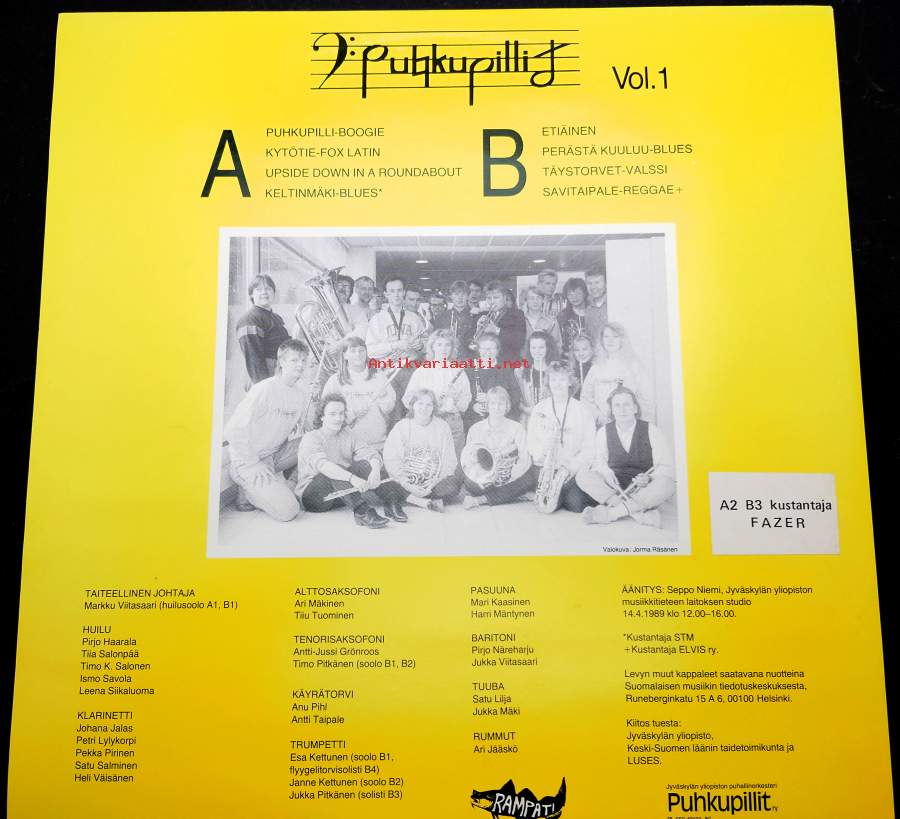 Puhkupillit
Vol.1
A
PUHKUPILLI-BOOGIE
KYTÖTIE-FOX LATIN
UPSIDE DOWN IN A ROUNDABOUT
KELTINMÄKI-BLUES*
B
ETIÄINEN
PERÄSTÄ KUULUU-BLUES
TÄYSTORVET-VALSSI
SAVITAIPALE-REGGAE+
Antikvariaatti.net
Valokuva: Jorma Räsänen
A2 B3 kustantaja
FAZER
TAITEELLINEN JOHTAJA
Markku Viitasaari (huilusoolo A1, B1)
HUILU
Pirjo Haarala
Tiia Salonpää
Timo K. Salonen
Ismo Savola
Leena Siikaluoma
KLARINETTI
Johana Jalas
Petri Lylykorpi
Pekka Pirinen
Satu Salminen
Heli Väisänen
ALTTOSAKSOFONI
Ari Mäkinen
Tiiu Tuominen
TENORISAKSOFONI
Antti-Jussi Grönroos
Timo Pitkänen (soolo B1, B2)
KÄYRÄTORVI
Anu Pihl
Antti Taipale
TRUMPETTI
Esa Kettunen (soolo B1,
flyygelitorvisolisti B4)
Janne Kettunen (soolo B2)
Jukka Pitkänen (solisti B3)
PASUUNA
Mari Kaasinen
Harri Mäntynen
BARITONI
Pirjo Näreharju
Jukka Viitasaari
TUUBA
Satu Lilja
Jukka Mäki
RUMMUT
Ari Jääskö
RAMPAT!
ÄÄNITYS: Seppo Niemi, Jyväskylän yliopiston
musiikkitieteen laitoksen studio
14.4.1989 klo 12.00–16.00.
*Kustantaja STM
+Kustantaja ELVIS ry.
Levyn muut kappaleet saatavana nuotteina
Suomalaisen musiikin tiedotuskeskuksesta,
Runeberginkatu 15 A 6, 00100 Helsinki.
Kiitos tuesta:
Jyväskylän yliopisto,
Keski-Suomen läänin taidetoimikunta ja
LUSES.
Jyväskylän yliopiston puhallinorkesteri
Puhkupillit ry